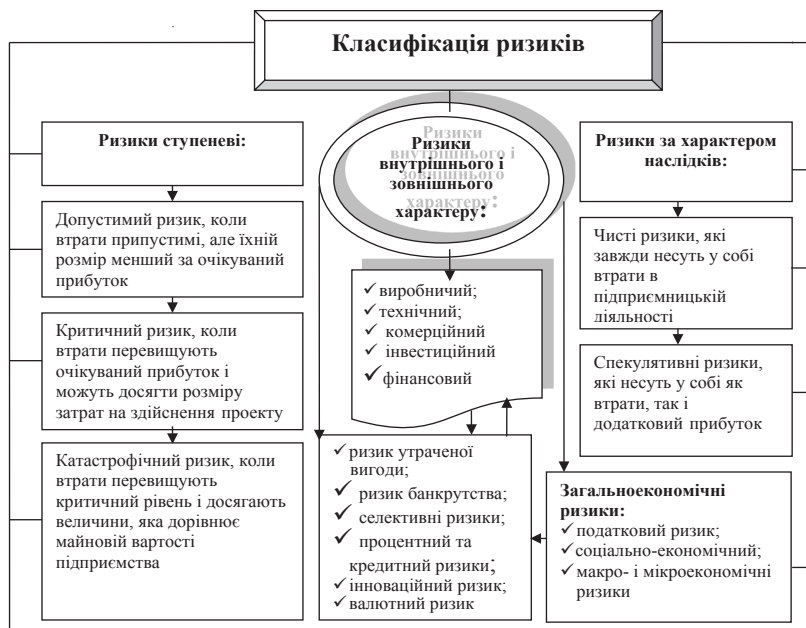 Класифікація ризиків
Ризики ступеневі:
Допустимий ризик, коли
втрати припустимі, але їхній
розмір менший за очікуваний
прибуток
Критичний ризик, коли
втрати перевищують
очікуваний прибуток і
можуть досягти розміру
затрат на здійснення проекту
Катастрофічний ризик, коли
втрати перевищують
критичний рівень і досягають
величини, яка дорівнює
майновій вартості
підприємства
Ризики
внутрішнього і
зовнішнього
характеру:
✓виробничий;
✓технічний;
✓ комерційний
✓ інвестиційний
✓фінансовий
✓ ризик утраченої
вигоди;
✓ ризик банкрутства;
✓ селективні ризики;
✓ процентний та
кредитний ризики;
✓інноваційний ризик;
✓валютний ризик
Ризики за характером
наслідків:
Чисті ризики, які
завжди несуть у собі
втрати в
підприємницькій
діяльності
Спекулятивні ризики,
які несуть у собі як
втрати, так і
додатковий прибуток
Загальноекономічні
ризики:
✓податковий ризик;
✓соціально-економічний;
✓макро- і мікроекономічні
ризики